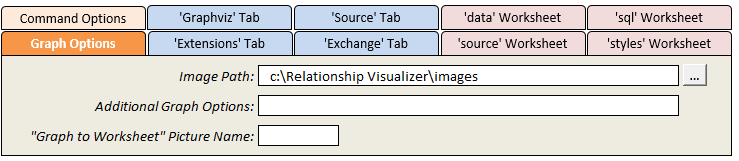 Command Options 'Graphviz' Tab 'Source' Tab 'data' Worksheet 'sql' Worksheet
Graph Options 'Extensions' Tab 'Exchange' Tab 'source' Worksheet 'styles' Worksheet
Image Path: c:\Relationship Visualizer\images ...
Additional Graph Options:
"Graph to Worksheet" Picture Name: